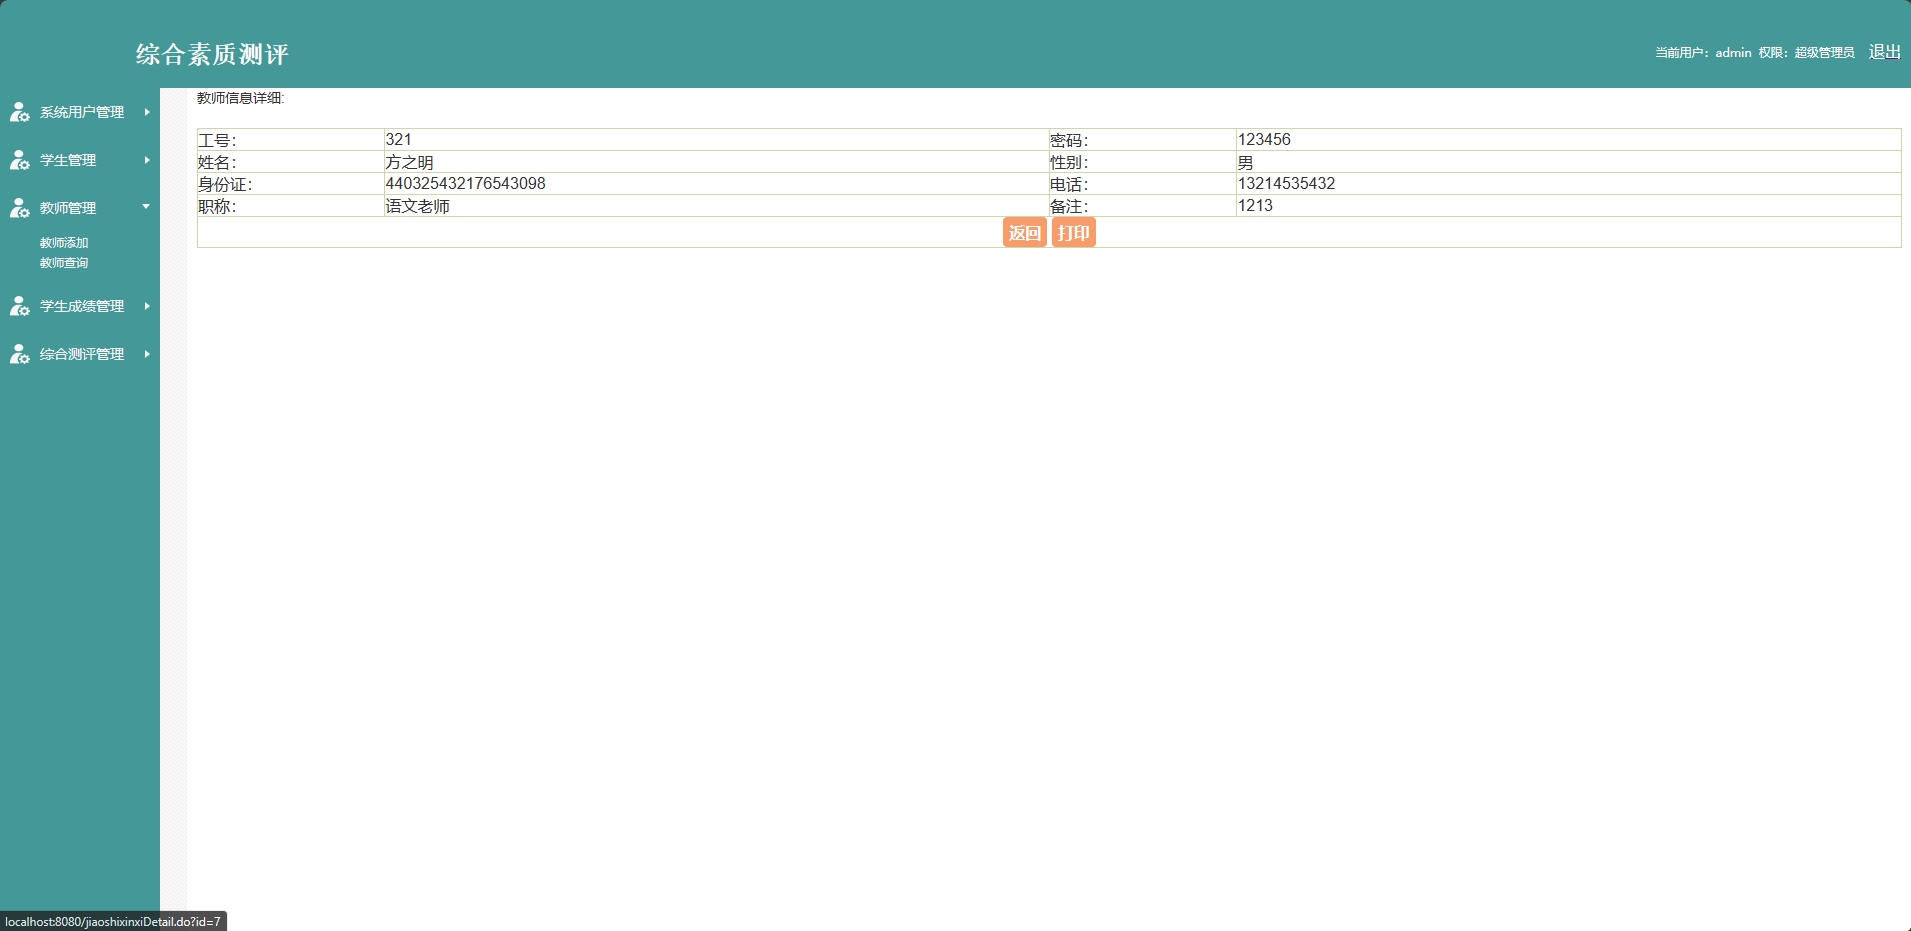 综合素质测评
当前用户：admin 权限：超级管理员 退出
系统用户管理
学生管理
教师管理
教师添加
教师查询
学生成绩管理
综合测评管理
教师信息详细:
工号： 321 密码： 123456
姓名： 方之明 性别： 男
身份证： 440325432176543098 电话： 13214535432
职称： 语文老师 备注： 1213
返回 打印
localhost:8080/jiaoshixinxiDetail.do?id=7